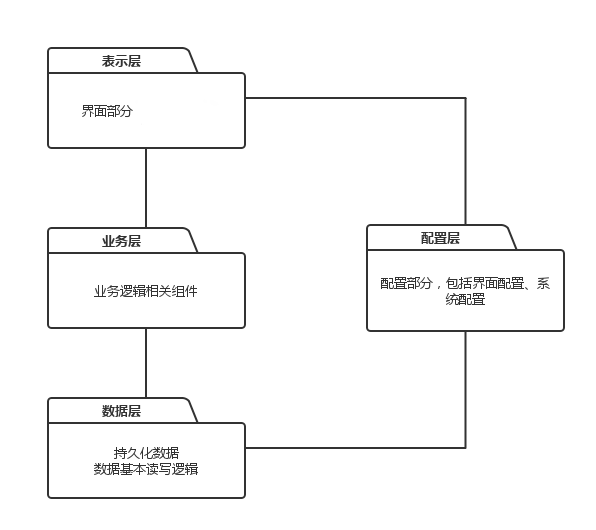 表示层
界面部分
业务层
业务逻辑相关组件
配置层
配置部分，包括界面配置、系
统配置
数据层
持久化数据
数据基本读写逻辑